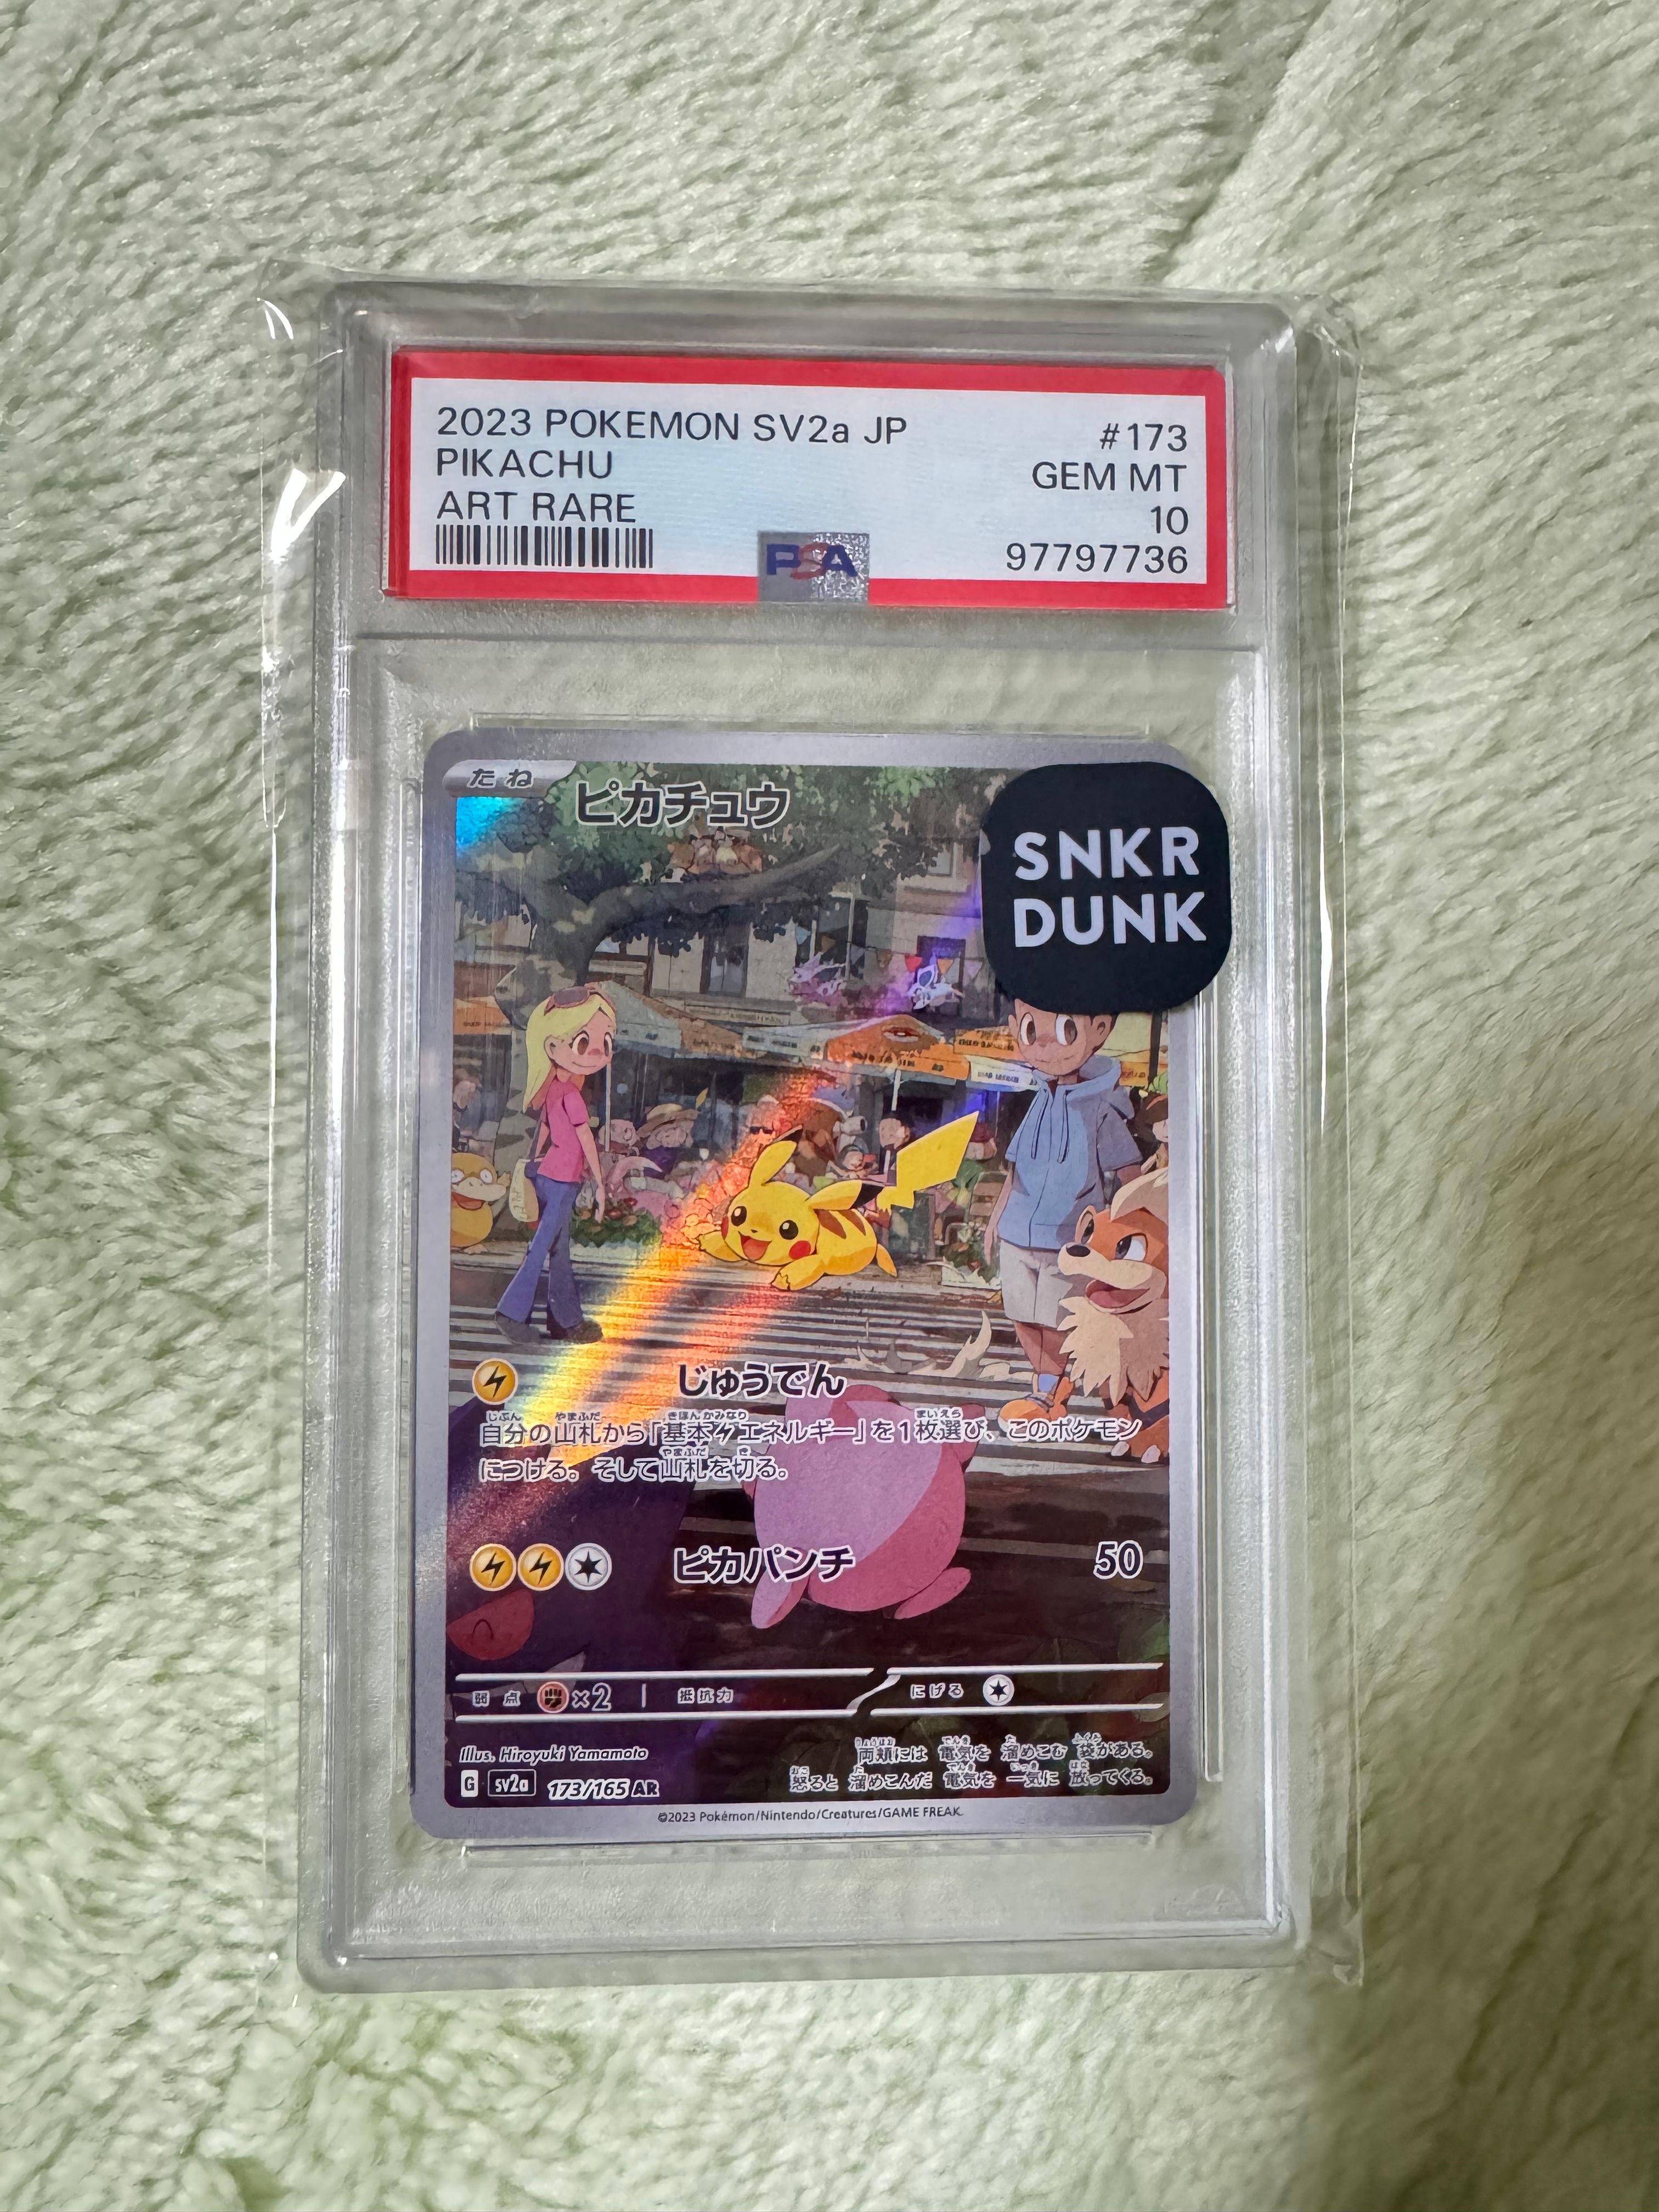 2023 POKEMON SV2a JP #173
PIKACHU GEM MT
ART RARE 10
97797736
PSA
たね
ピカチュウ
SNKR
DUNK
じゅうでん
自分の山札から「基本エネルギー」を1枚選び、このポケモン
につける。そして山札を切る。
ピカパンチ 50
弱点 ×2 抵抗力 にげる
Illus. Hiroyuki Yamamoto
両頬には 電気を 溜めこむ 袋がある。
怒ると 溜めこんだ 電気を 一気に 放ってくる。
G sv2a 173/165 AR
©2023 Pokémon/Nintendo/Creatures/GAME FREAK.